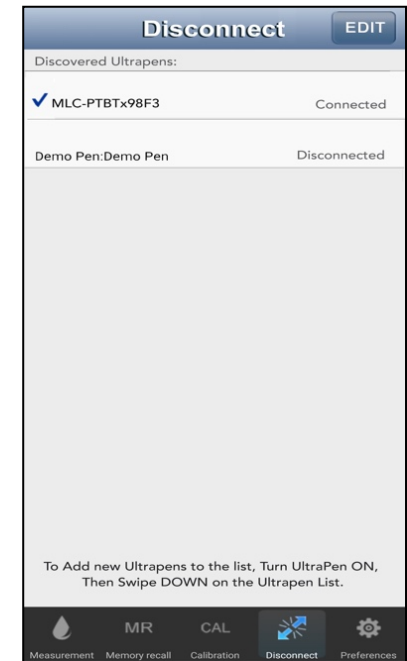 Disconnect EDIT
Discovered Ultrapens:
MLC-PTBTx98F3 Connected
Demo Pen:Demo Pen Disconnected
To Add new Ultrapens to the list, Turn UltraPen ON,
Then Swipe DOWN on the Ultrapen List.
MR CAL
Measurement Memory recall Calibration Disconnect Preferences